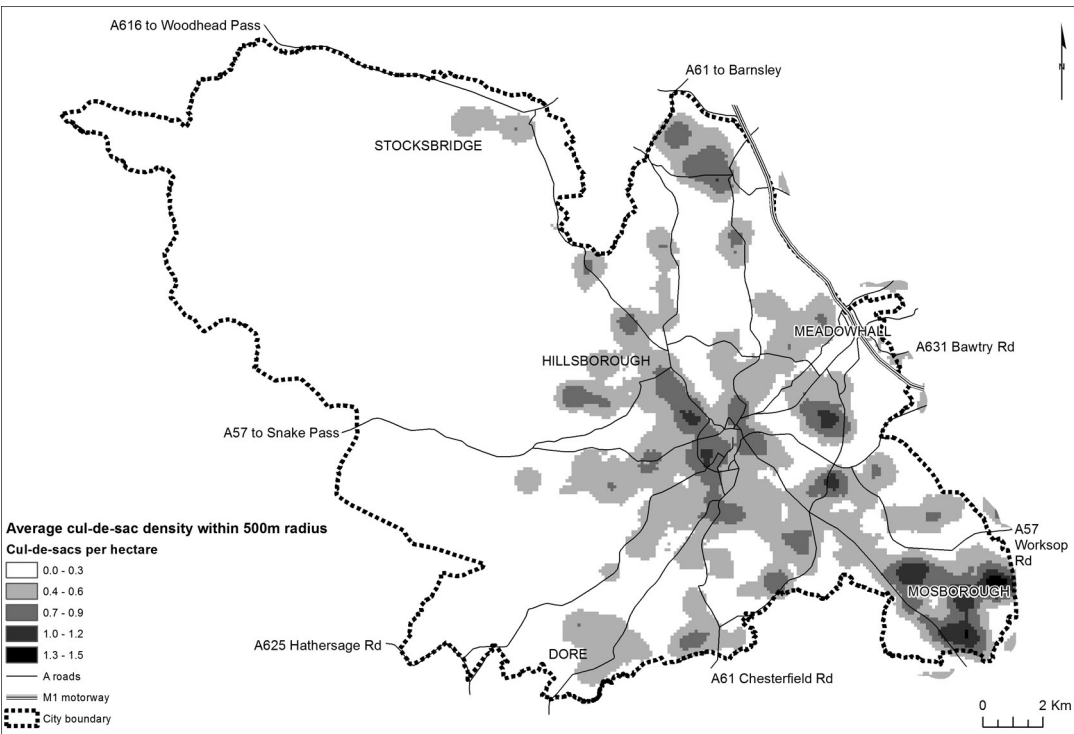 A616 to Woodhead Pass
A61 to Barnsley
N
STOCKSBRIDGE
MEADOWHALL
A631 Bawtry Rd
HILLSBOROUGH
A57 to Snake Pass
Average cul-de-sac density within 500m radius
Cul-de-sacs per hectare
0.0 - 0.3
0.4 - 0.6
0.7 - 0.9
1.0 - 1.2
1.3 - 1.5
A roads
M1 motorway
City boundary
A57
Worksop
Rd
MOSBOROUGH
A625 Hathersage Rd
DORE
A61 Chesterfield Rd
0 2 Km